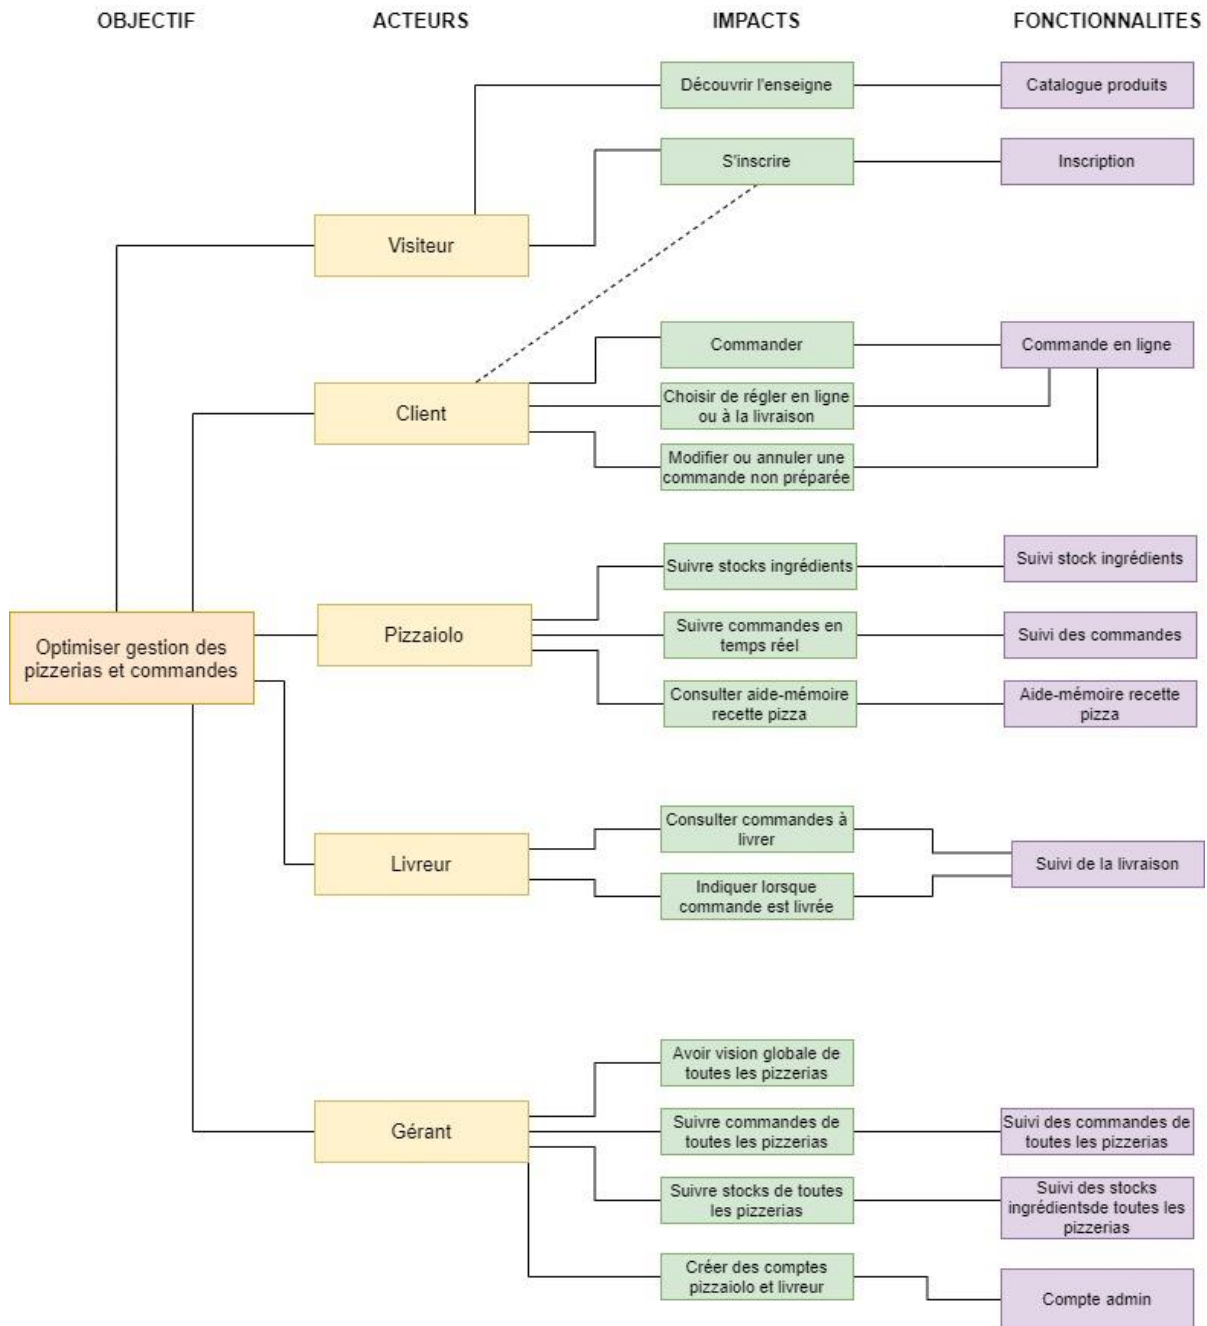 OBJECTIF
ACTEURS
IMPACTS
FONCTIONNALITES
Découvrir l'enseigne
Catalogue produits
S'inscrire
Inscription
Visiteur
Commander
Commande en ligne
Client
Choisir de régler en ligne
ou à la livraison
Modifier ou annuler une
commande non préparée
Suivre stocks ingrédients
Suivi stock ingrédients
Optimiser gestion des
pizzerias et commandes
Pizzaiolo
Suivre commandes en
temps réel
Suivi des commandes
Consulter aide-mémoire
recette pizza
Aide-mémoire recette
pizza
Consulter commandes à
livrer
Livreur
Suivi de la livraison
Indiquer lorsque
commande est livrée
Avoir vision globale de
toutes les pizzerias
Gérant
Suivre commandes de
toutes les pizzerias
Suivi des commandes de
toutes les pizzerias
Suivre stocks de toutes
les pizzerias
Suivi des stocks
ingrédientsde toutes les
pizzerias
Créer des comptes
pizzaiolo et livreur
Compte admin